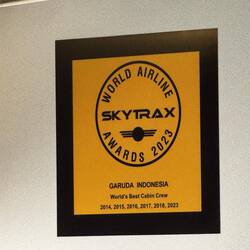 WORLD AIRLINE
SKYTRAX
AWARDS 2023
GARUDA INDONESIA
World's Best Cabin Crew
2014, 2015, 2016, 2017, 2018, 2023